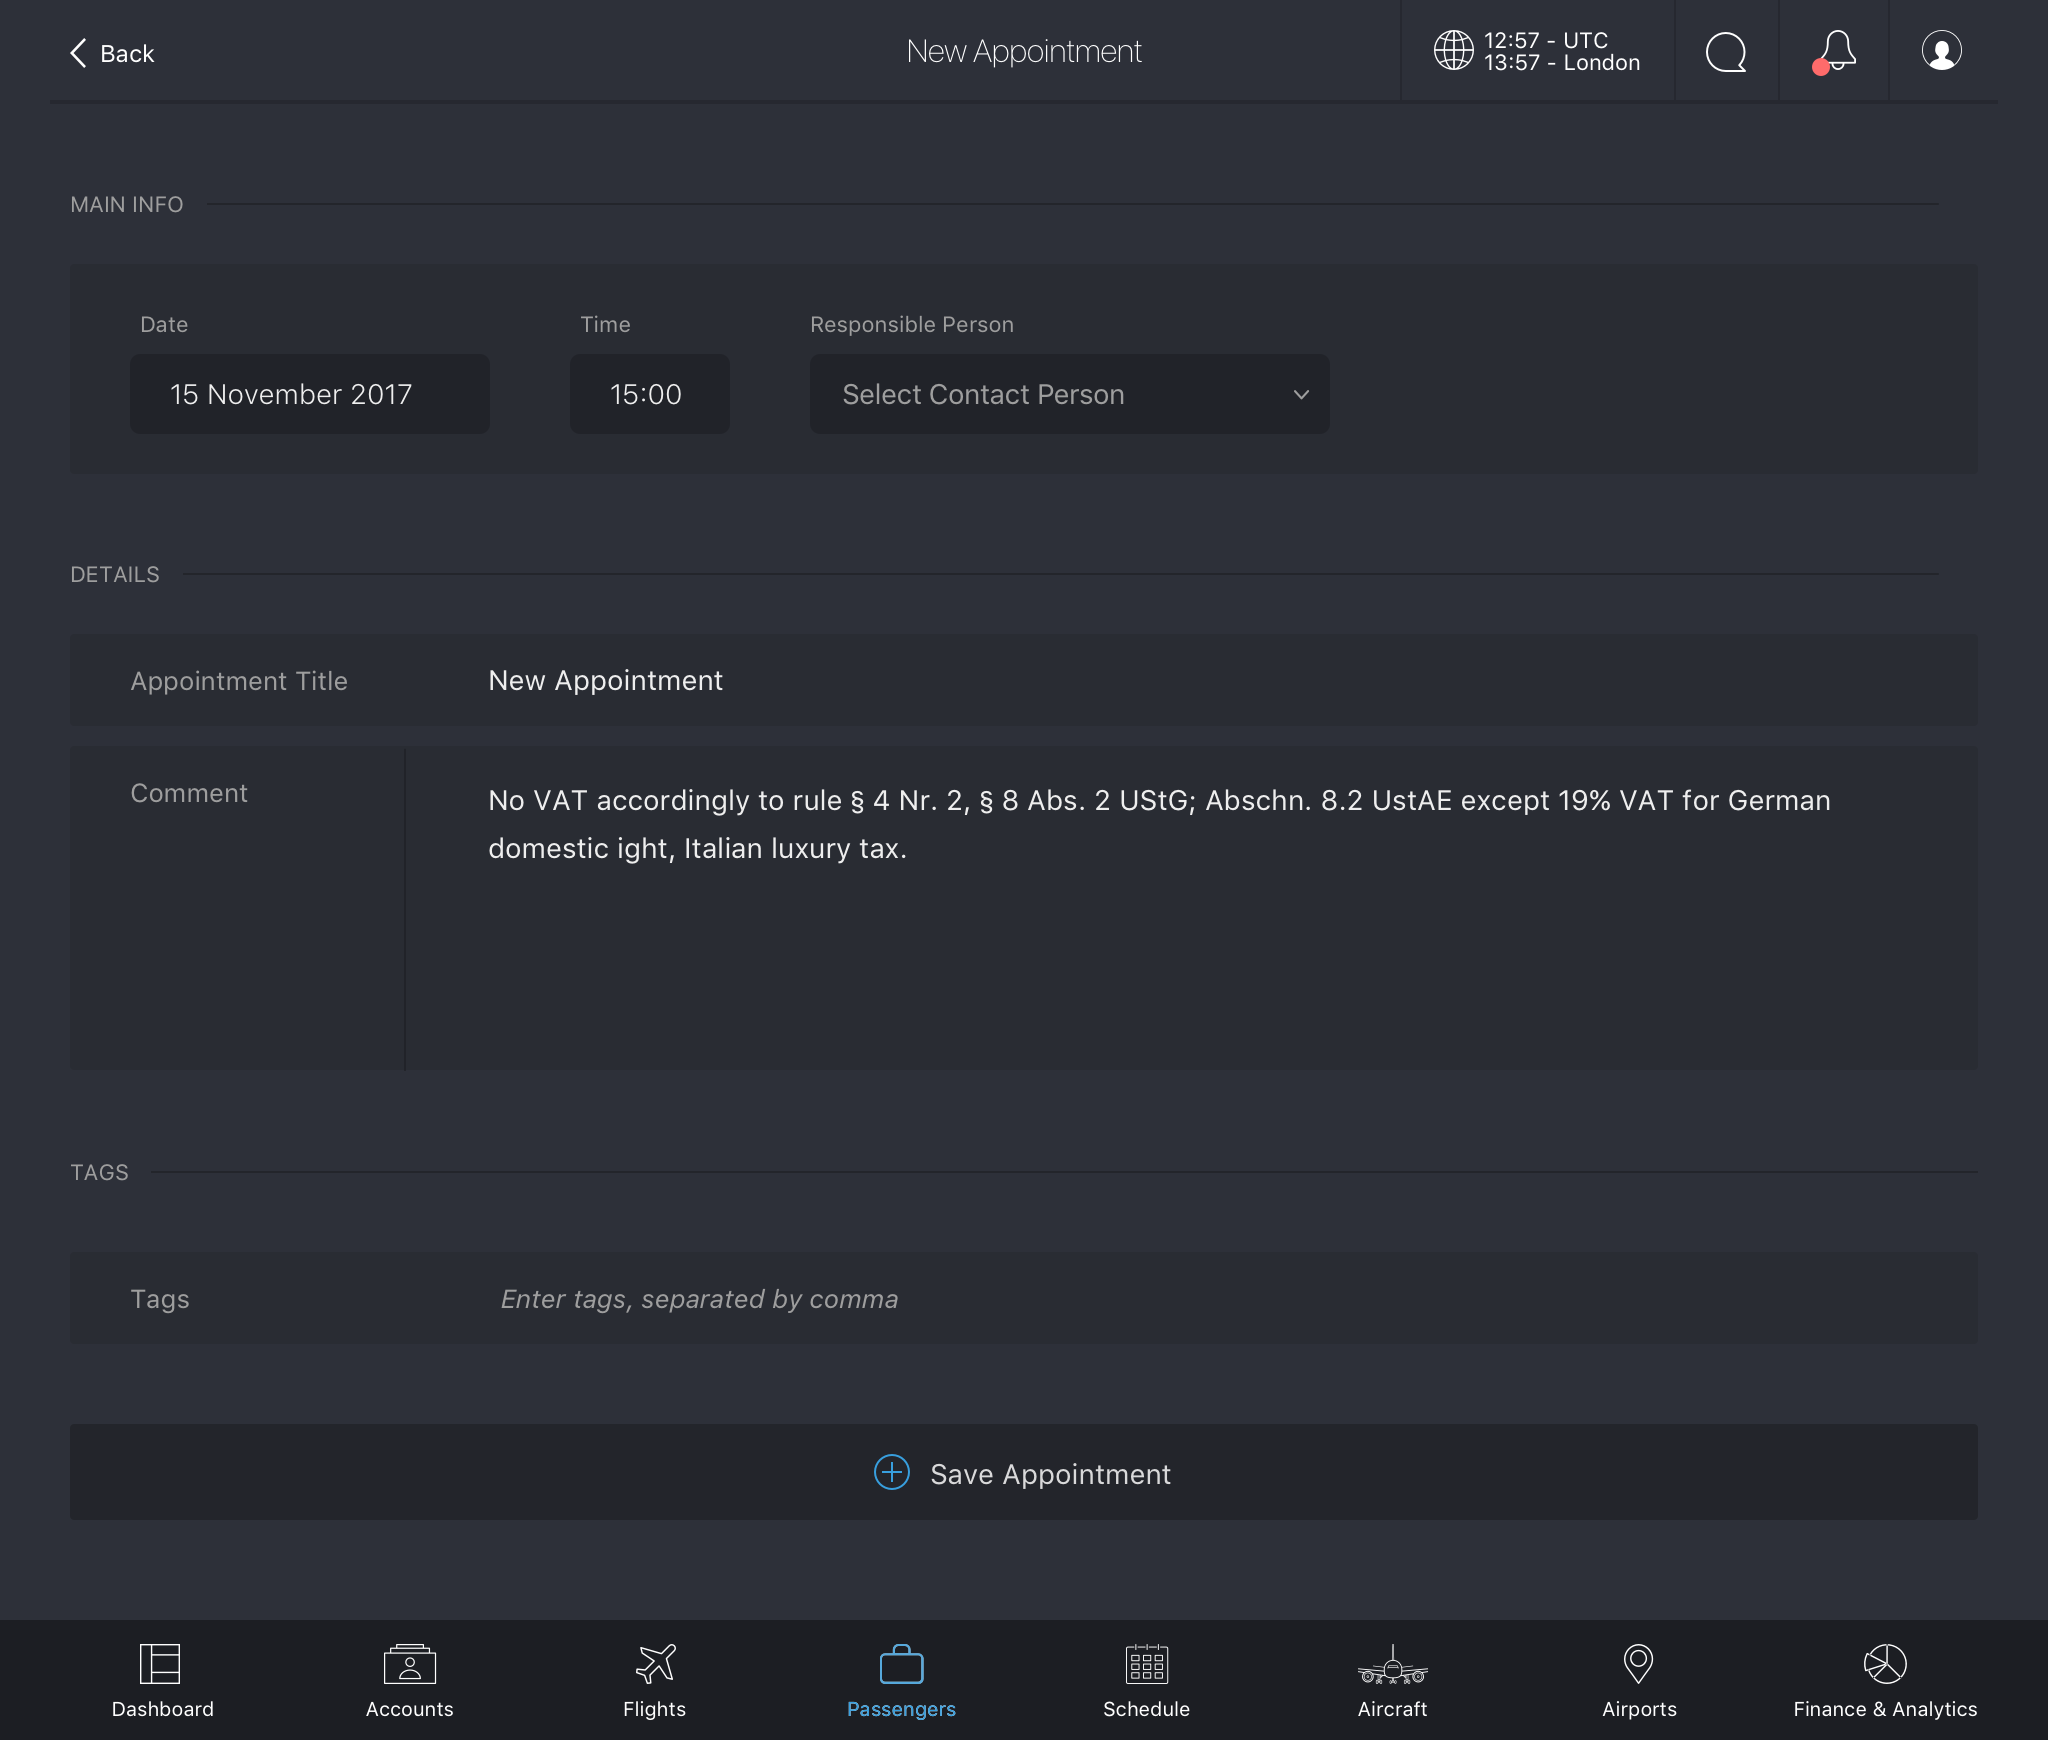 Back
New Appointment
12:57 - UTC
13:57 - London
MAIN INFO
Date
Time
Responsible Person
15 November 2017
15:00
Select Contact Person
DETAILS
Appointment Title
New Appointment
Comment
No VAT accordingly to rule § 4 Nr. 2, § 8 Abs. 2 UStG; Abschn. 8.2 UstAE except 19% VAT for German
domestic ight, Italian luxury tax.
TAGS
Tags
Enter tags, separated by comma
Save Appointment
Dashboard
Accounts
Flights
Passengers
Schedule
Aircraft
Airports
Finance & Analytics